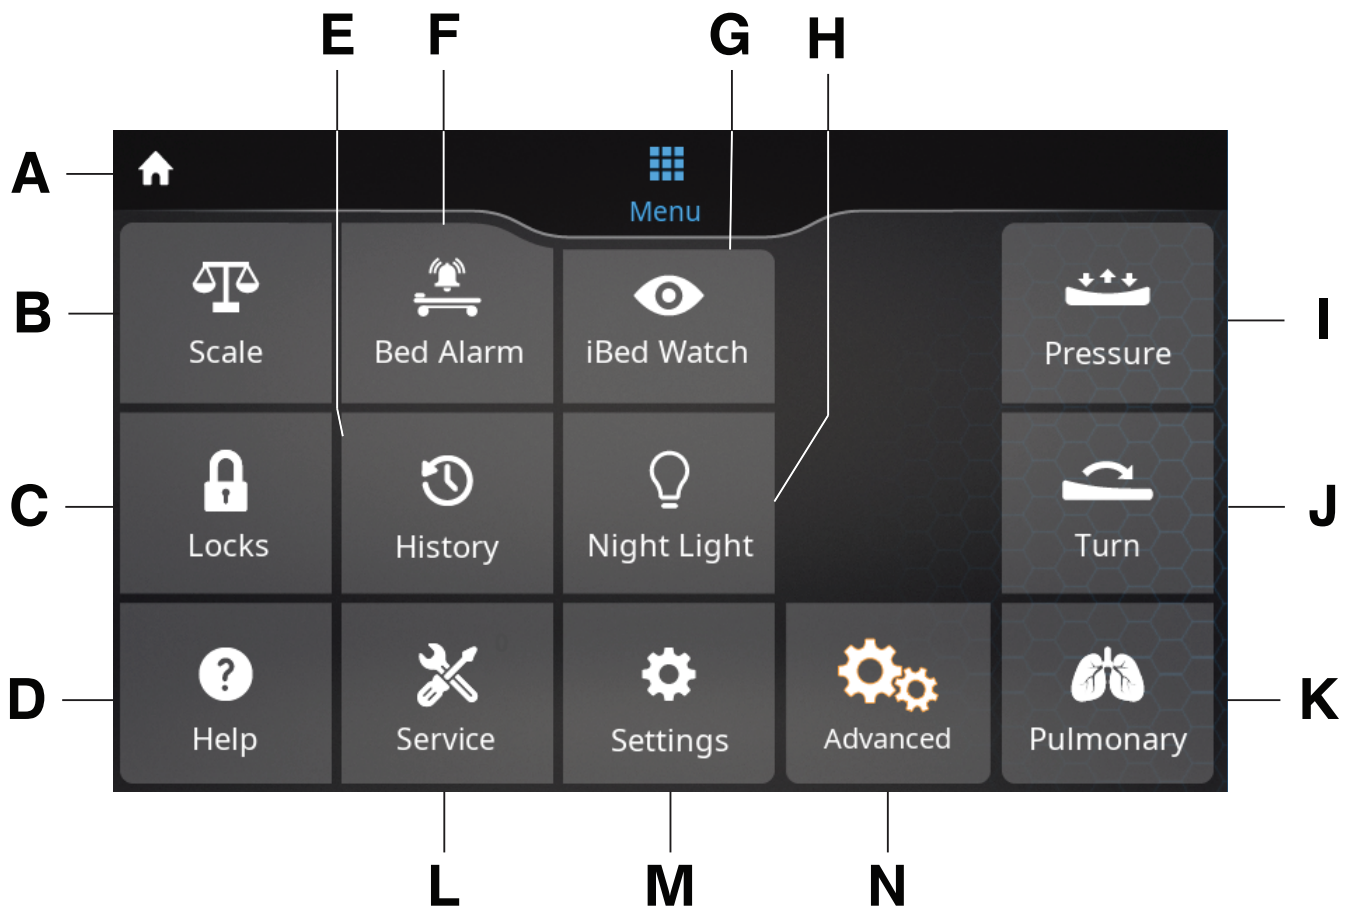 E F G H
A
Menu
B
Scale
Bed Alarm
iBed Watch
Pressure
I
C
Locks
History
Night Light
Turn
J
D
Help
Service
Settings
Advanced
Pulmonary
K
L M N